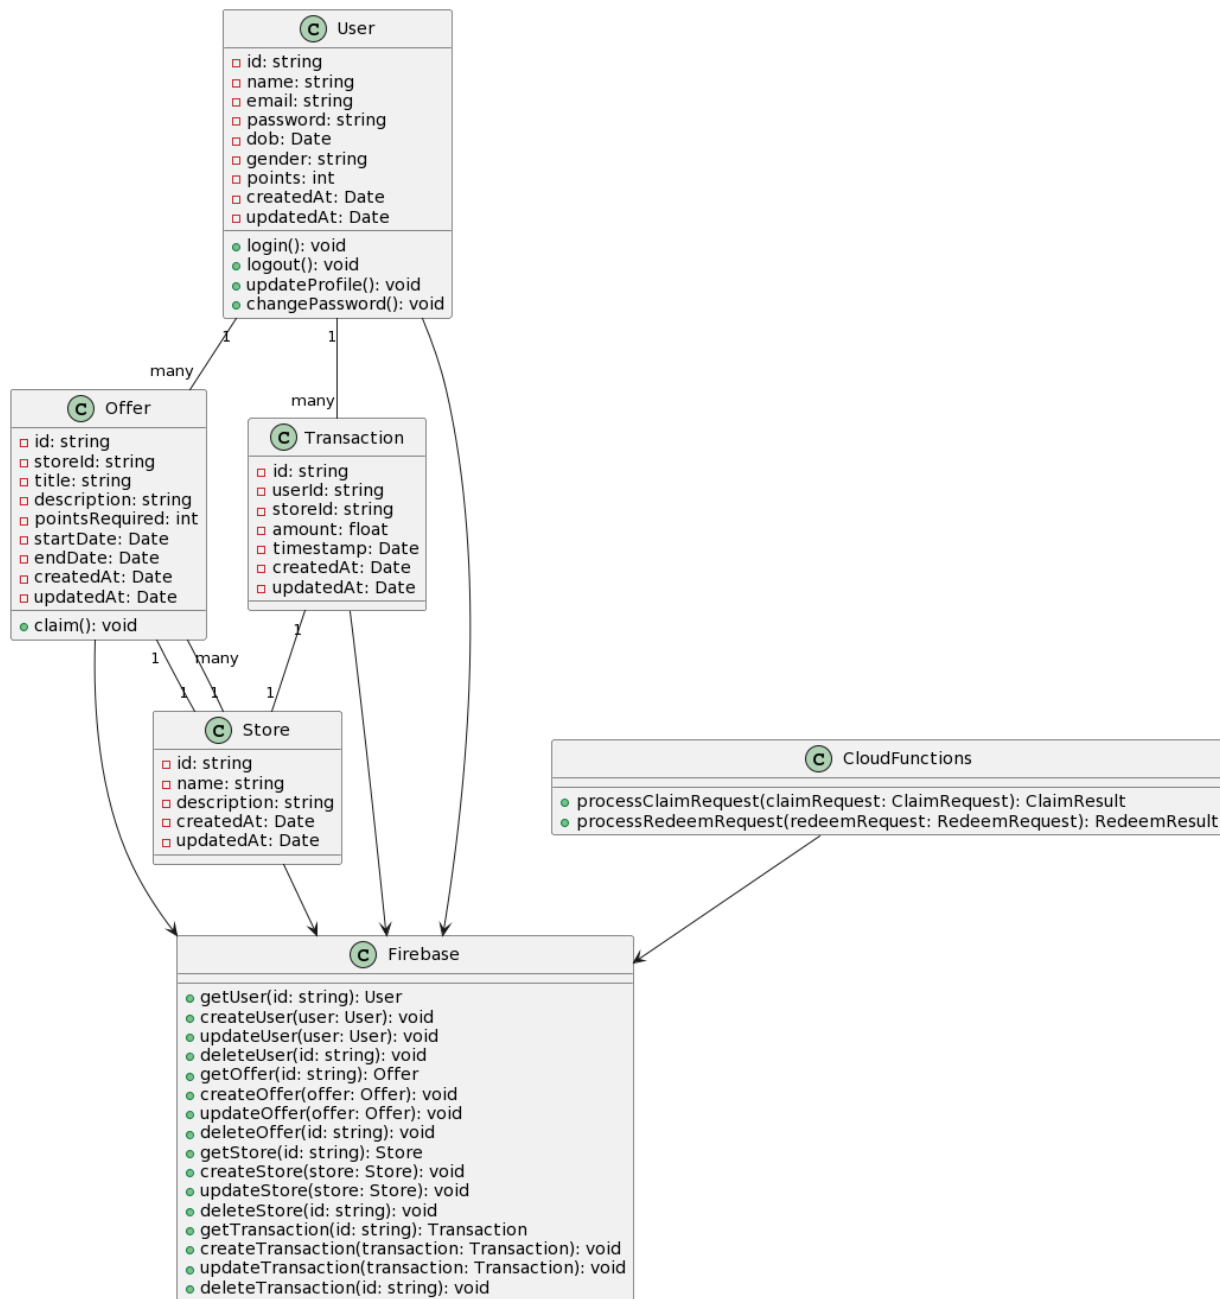 C User
id: string
name: string
email: string
password: string
dob: Date
gender: string
points: int
createdAt: Date
updatedAt: Date
login(): void
logout(): void
updateProfile(): void
changePassword(): void
1
1
many
many
C Offer
id: string
storeId: string
title: string
description: string
pointsRequired: int
startDate: Date
endDate: Date
createdAt: Date
updatedAt: Date
claim(): void
C Transaction
id: string
userId: string
storeId: string
amount: float
timestamp: Date
createdAt: Date
updatedAt: Date
1
many
1
1
1
1
C Store
id: string
name: string
description: string
createdAt: Date
updatedAt: Date
C CloudFunctions
processClaimRequest(claimRequest: ClaimRequest): ClaimResult
processRedeemRequest(redeemRequest: RedeemRequest): RedeemResult
C Firebase
getUser(id: string): User
createUser(user: User): void
updateUser(user: User): void
deleteUser(id: string): void
getOffer(id: string): Offer
createOffer(offer: Offer): void
updateOffer(offer: Offer): void
deleteOffer(id: string): void
getStore(id: string): Store
createStore(store: Store): void
updateStore(store: Store): void
deleteStore(id: string): void
getTransaction(id: string): Transaction
createTransaction(transaction: Transaction): void
updateTransaction(transaction: Transaction): void
deleteTransaction(id: string): void